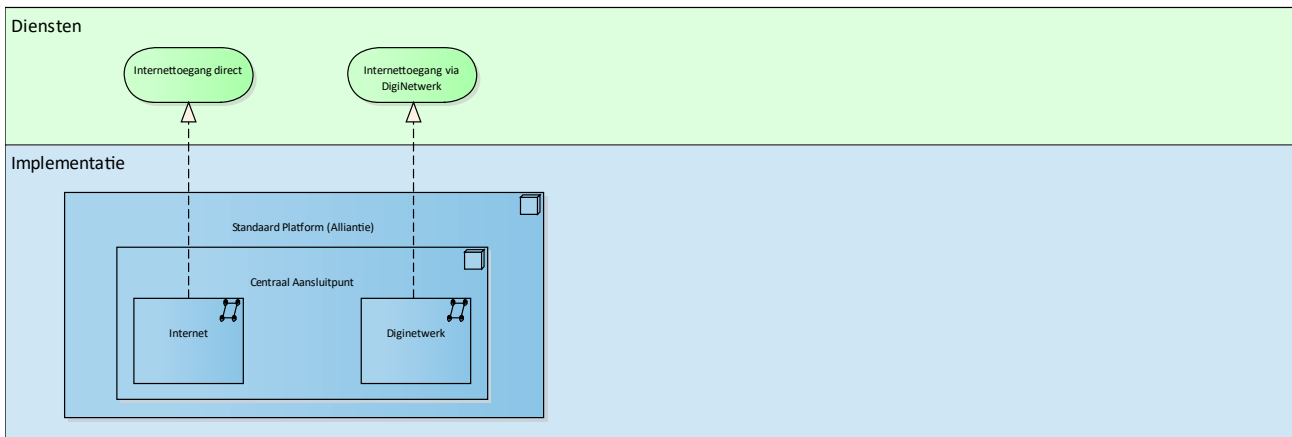 Diensten
Internettoegang direct
Internettoegang via
DigiNetwerk
Implementatie
Standaard Platform (Alliantie)
Centraal Aansluitpunt
Internet
Diginetwerk